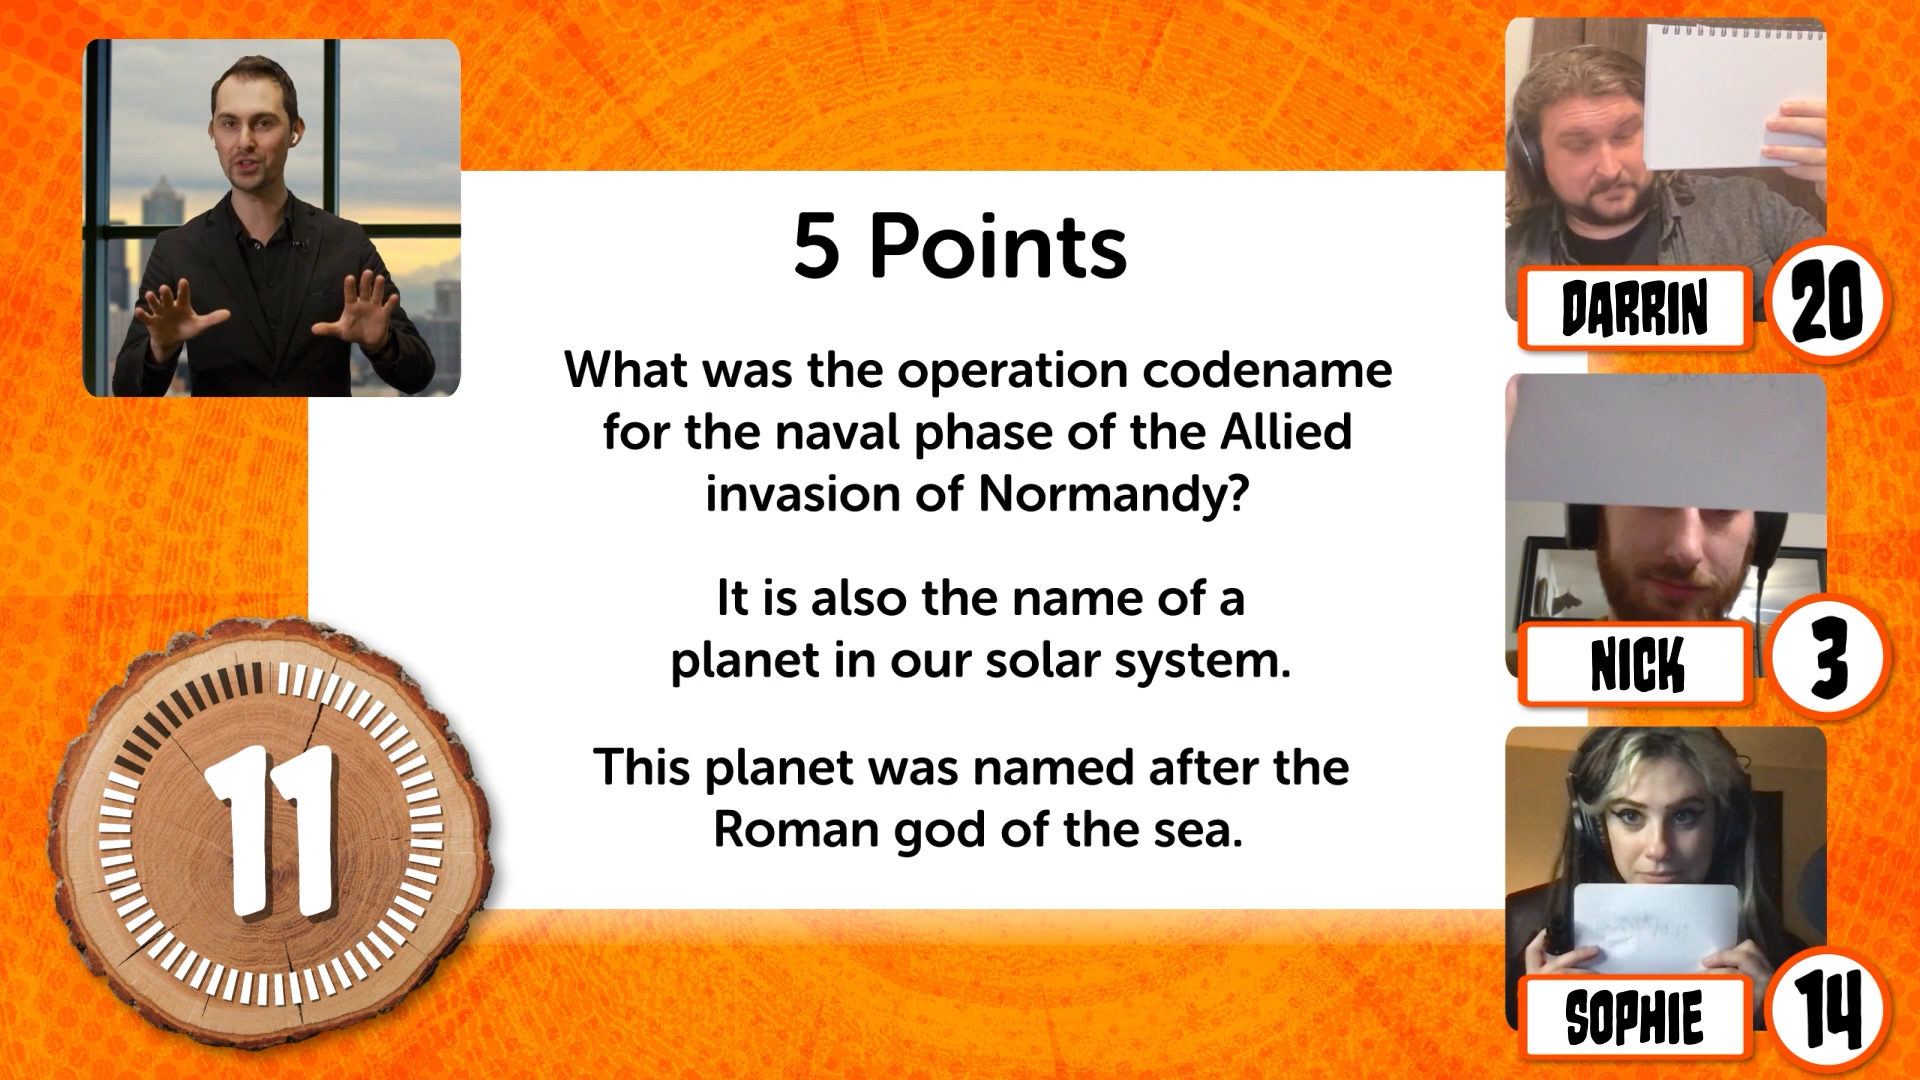 5 Points
What was the operation codename
for the naval phase of the Allied
invasion of Normandy?
It is also the name of a
planet in our solar system.
This planet was named after the
Roman god of the sea.
11
DARRIN
20
NICK
3
SOPHIE
14